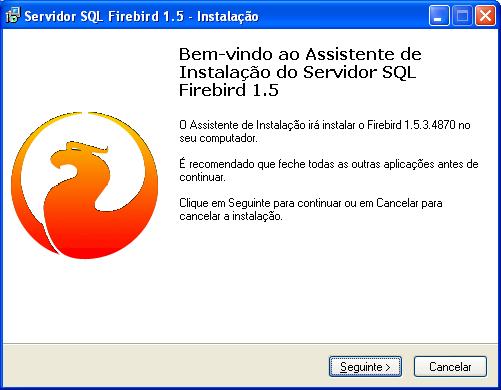 Servidor SQL Firebird 1.5 - Instalação
Bem-vindo ao Assistente de
Instalação do Servidor SQL
Firebird 1.5
O Assistente de Instalação irá instalar o Firebird 1.5.3.4870 no
seu computador.
É recomendado que feche todas as outras aplicações antes de
continuar.
Clique em Seguinte para continuar ou em Cancelar para
cancelar a instalação.
Seguinte >
Cancelar